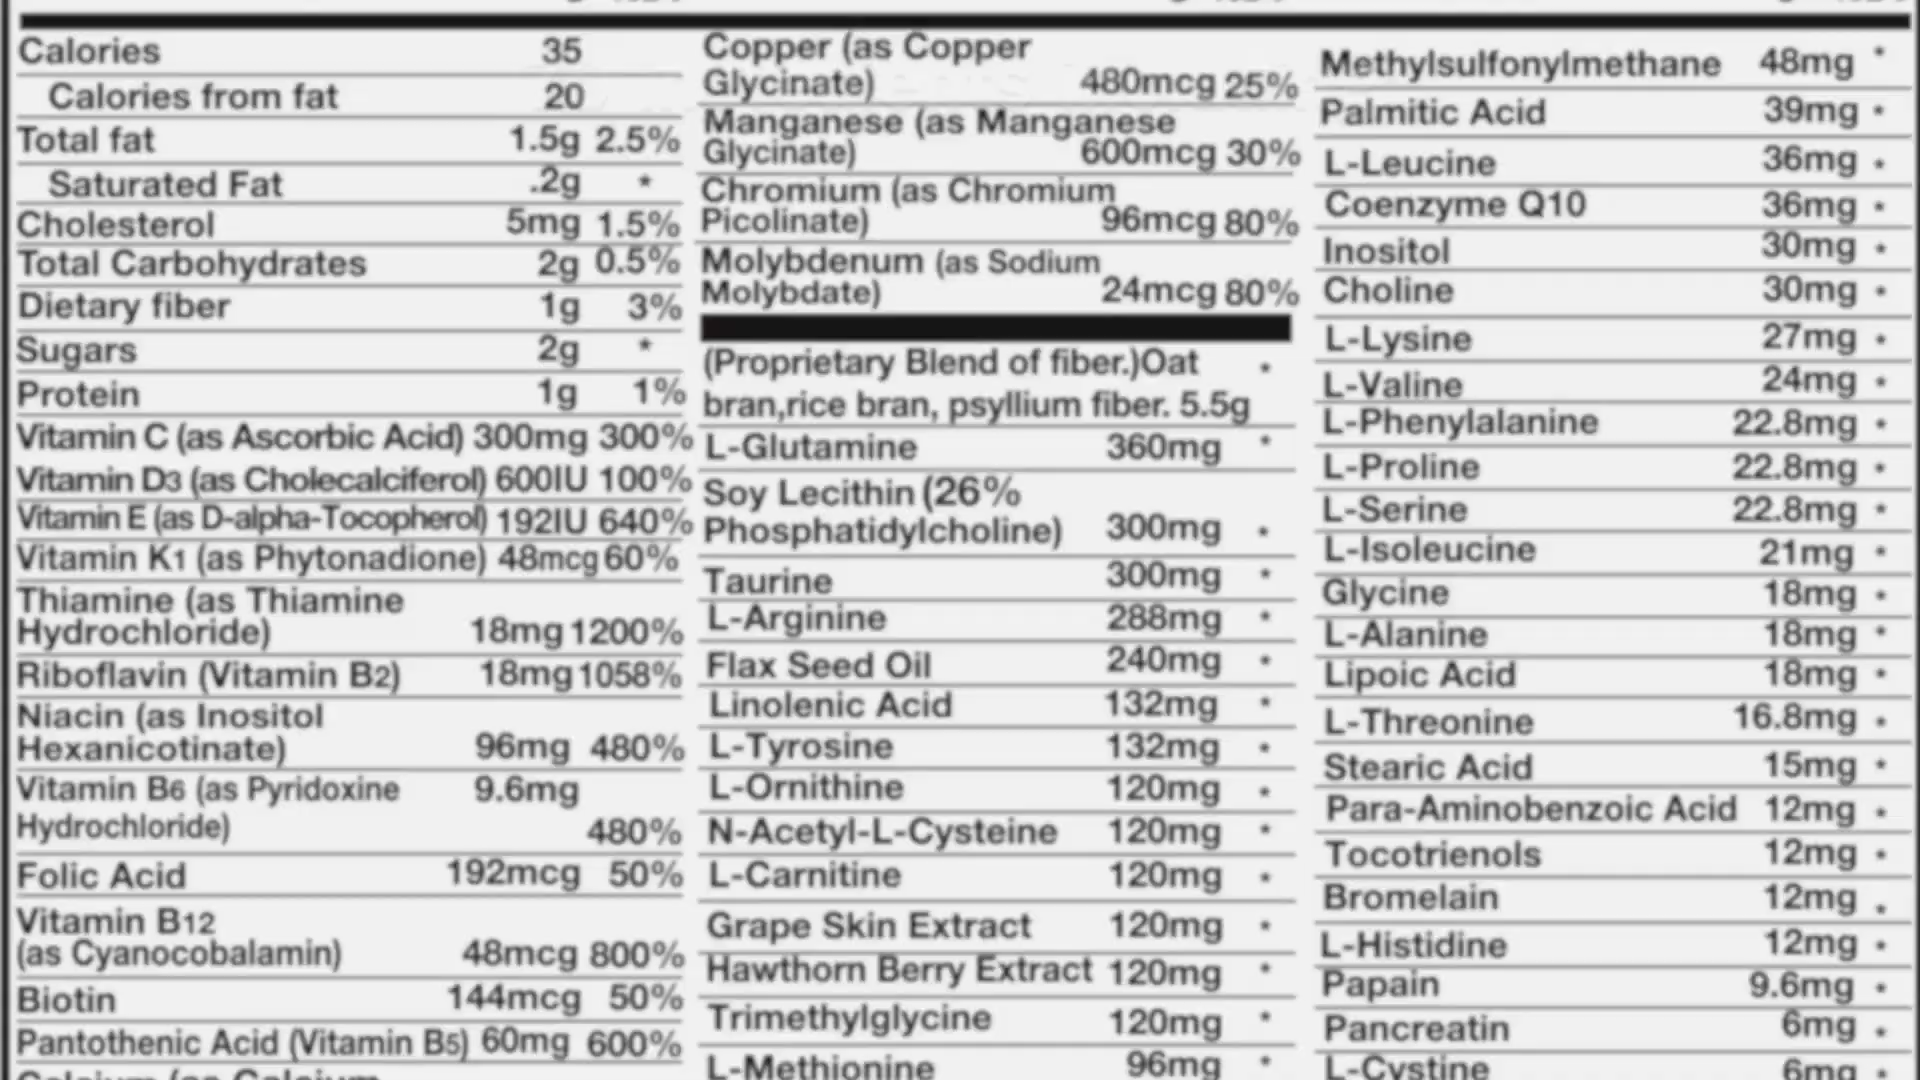 Calories 35
Calories from fat 20
Total fat 1.5g 2.5%
Saturated Fat .2g *
Cholesterol 5mg 1.5%
Total Carbohydrates 2g 0.5%
Dietary fiber 1g 3%
Sugars 2g *
Protein 1g 1%
Vitamin C (as Ascorbic Acid) 300mg 300%
Vitamin D3 (as Cholecalciferol) 600IU 100%
Vitamin E (as D-alpha-Tocopherol) 192IU 640%
Vitamin K1 (as Phytonadione) 48mcg 60%
Thiamine (as Thiamine
Hydrochloride) 18mg 1200%
Riboflavin (Vitamin B2) 18mg 1058%
Niacin (as Inositol
Hexanicotinate) 96mg 480%
Vitamin B6 (as Pyridoxine 9.6mg
Hydrochloride) 480%
Folic Acid 192mcg 50%
Vitamin B12
(as Cyanocobalamin) 48mcg 800%
Biotin 144mcg 50%
Pantothenic Acid (Vitamin B5) 60mg 600%
Calcium (as Calcium
Copper (as Copper
Glycinate) 480mcg 25%
Manganese (as Manganese
Glycinate) 600mcg 30%
Chromium (as Chromium
Picolinate) 96mcg 80%
Molybdenum (as Sodium
Molybdate) 24mcg 80%
(Proprietary Blend of fiber.)Oat *
bran,rice bran, psyllium fiber. 5.5g
L-Glutamine 360mg *
Soy Lecithin (26%
Phosphatidylcholine) 300mg *
Taurine 300mg *
L-Arginine 288mg *
Flax Seed Oil 240mg *
Linolenic Acid 132mg *
L-Tyrosine 132mg *
L-Ornithine 120mg *
N-Acetyl-L-Cysteine 120mg *
L-Carnitine 120mg *
Grape Skin Extract 120mg *
Hawthorn Berry Extract 120mg *
Trimethylglycine 120mg *
L-Methionine 96mg *
Methylsulfonylmethane 48mg *
Palmitic Acid 39mg *
L-Leucine 36mg *
Coenzyme Q10 36mg *
Inositol 30mg *
Choline 30mg *
L-Lysine 27mg *
L-Valine 24mg *
L-Phenylalanine 22.8mg *
L-Proline 22.8mg *
L-Serine 22.8mg *
L-Isoleucine 21mg *
Glycine 18mg *
L-Alanine 18mg *
Lipoic Acid 18mg *
L-Threonine 16.8mg *
Stearic Acid 15mg *
Para-Aminobenzoic Acid 12mg *
Tocotrienols 12mg *
Bromelain 12mg *
L-Histidine 12mg *
Papain 9.6mg *
Pancreatin 6mg *
L-Cystine 6mg *